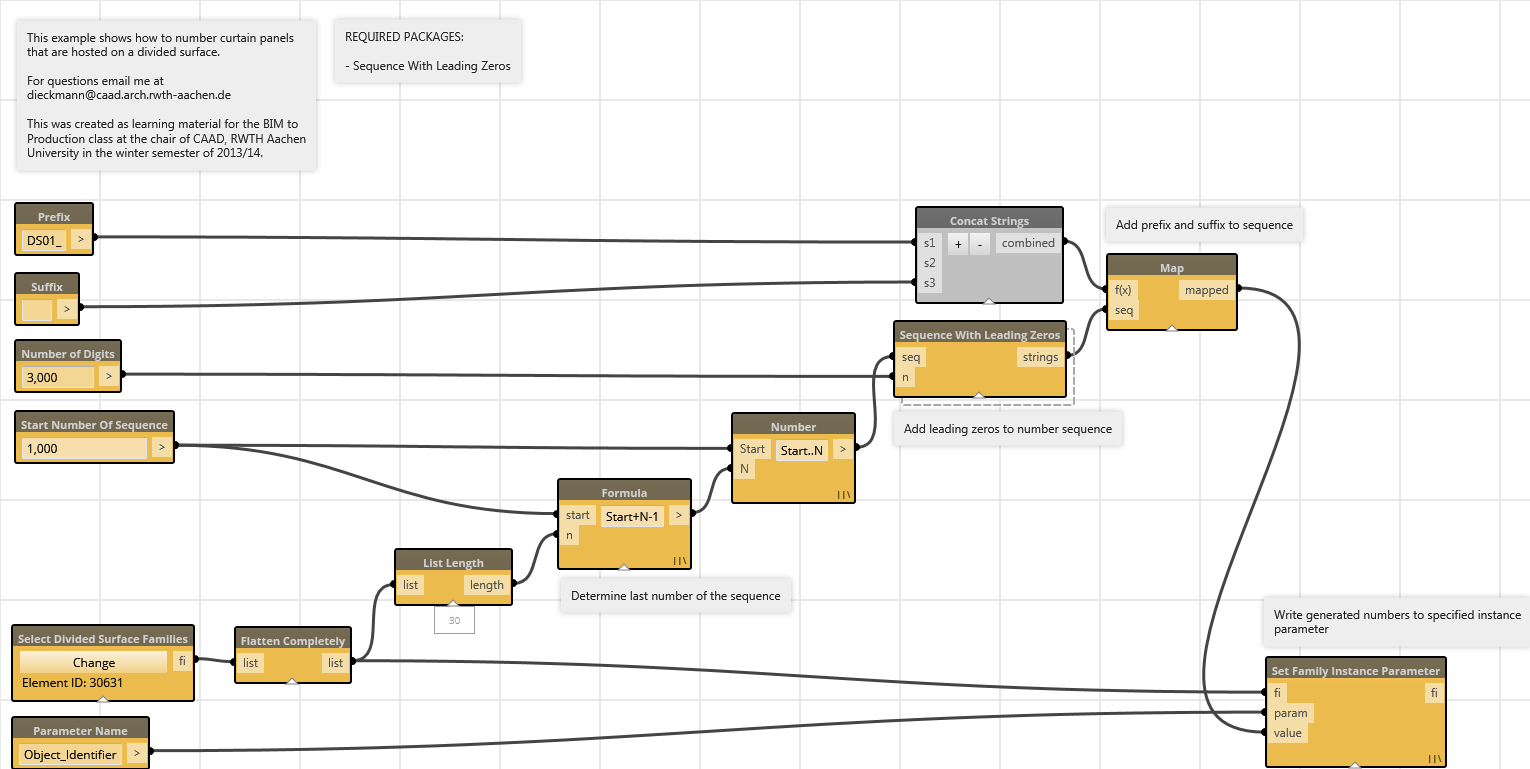 This example shows how to number curtain panels
that are hosted on a divided surface.
For questions email me at
dieckmann@caad.arch.rwth-aachen.de
This was created as learning material for the BIM to
Production class at the chair of CAAD, RWTH Aachen
University in the winter semester of 2013/14.
REQUIRED PACKAGES:
- Sequence With Leading Zeros
Prefix
DS01_ >
Suffix
>
Number of Digits
3,000 >
Start Number Of Sequence
1,000 >
Concat Strings
s1 + - combined
s2
s3
Add prefix and suffix to sequence
Map
f(x) mapped
seq
Sequence With Leading Zeros
seq strings
n
Add leading zeros to number sequence
Number
Start Start..N >
N
Formula
start Start+N-1 >
n
Determine last number of the sequence
List Length
list length
30
Select Divided Surface Families
Change fi
Element ID: 30631
Flatten Completely
list list
Parameter Name
Object_Identifier >
Write generated numbers to specified instance
parameter
Set Family Instance Parameter
fi fi
param
value